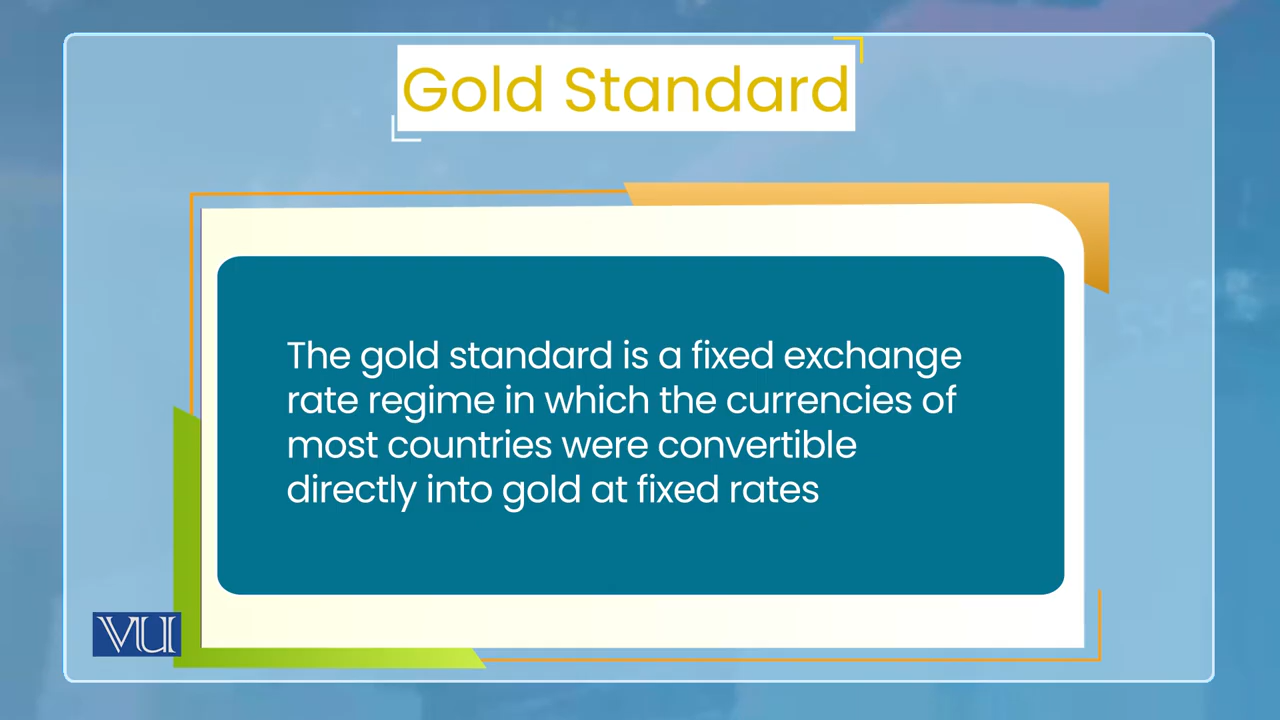 Gold Standard
The gold standard is a fixed exchange
rate regime in which the currencies of
most countries were convertible
directly into gold at fixed rates
VU